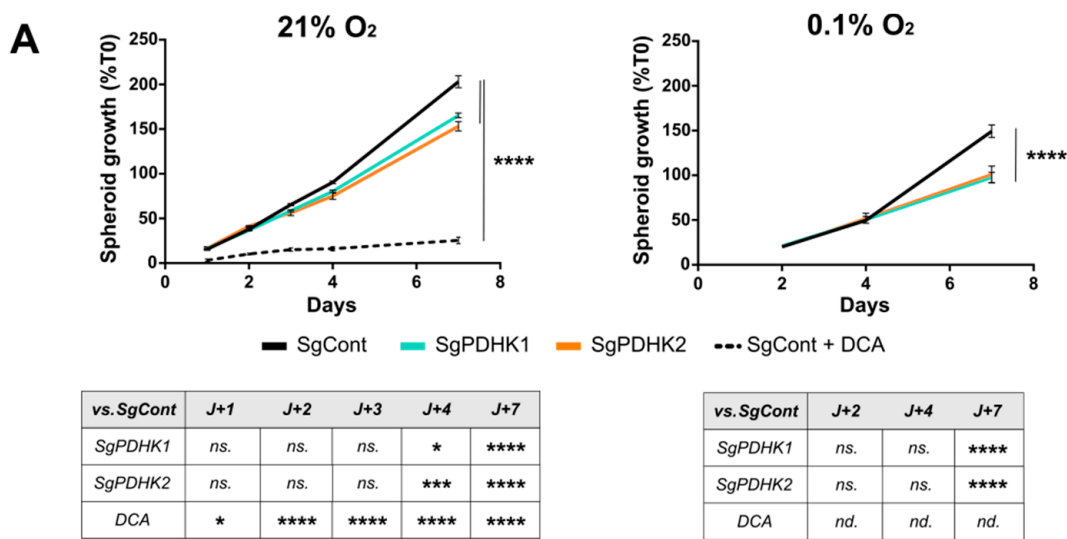 A
21% O₂
0.1% O₂
Spheroid growth (%T0)
250
200
150
100
50
0
0 2 4 6 8
Days
****
Spheroid growth (%T0)
250
200
150
100
50
0
0 2 4 6 8
Days
****
SgCont SgPDHK1 SgPDHK2 SgCont + DCA
vs.SgCont J+1 J+2 J+3 J+4 J+7
SgPDHK1 ns. ns. ns. * ****
SgPDHK2 ns. ns. ns. *** ****
DCA * **** **** **** ****
vs.SgCont J+2 J+4 J+7
SgPDHK1 ns. ns. ****
SgPDHK2 ns. ns. ****
DCA nd. nd. nd.